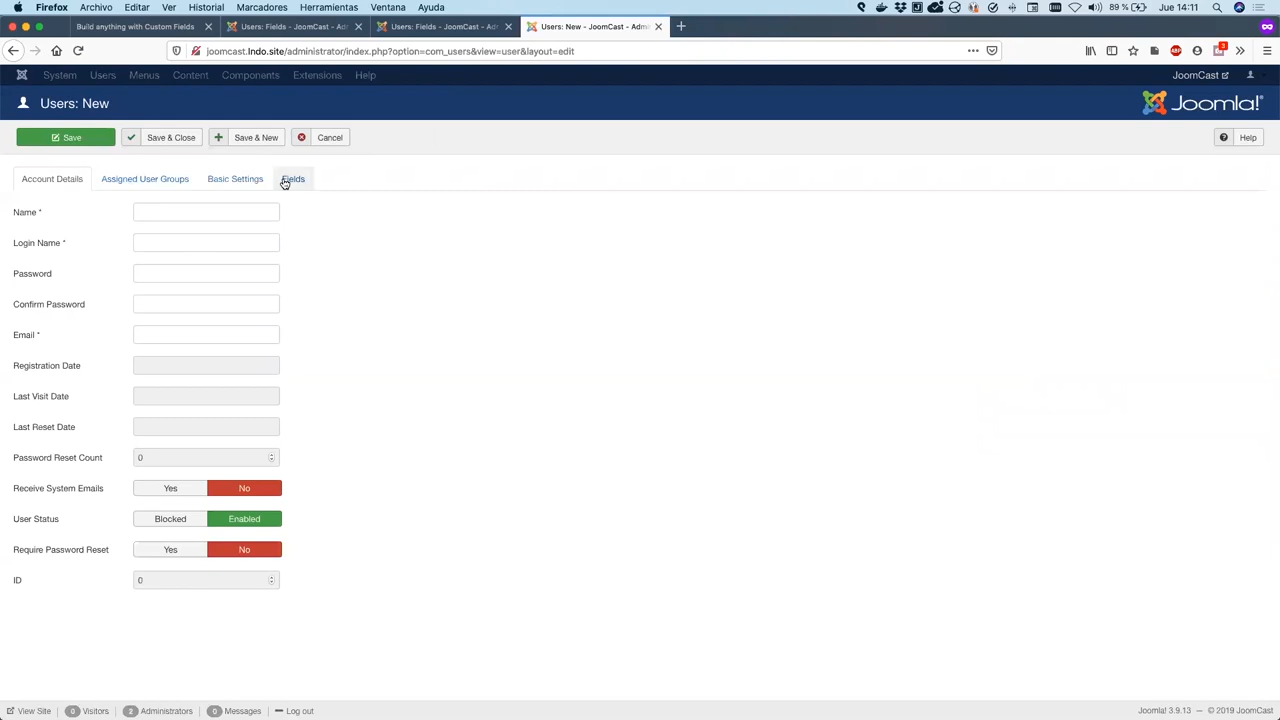 Firefox Archivo Editar Ver Historial Marcadores Herramientas Ventana Ayuda 89 % Jue 14:11
Build anything with Custom Fields Users: Fields - JoomCast - Adm Users: Fields - JoomCast - Adm Users: New - JoomCast - Admi
joomcast.lndo.site/administrator/index.php?option=com_users&view=user&layout=edit ABP 3
System Users Menus Content Components Extensions Help JoomCast
Users: New Joomla!®
Save Save & Close Save & New Cancel Help
Account Details Assigned User Groups Basic Settings Fields
Name *
Login Name *
Password
Confirm Password
Email *
Registration Date
Last Visit Date
Last Reset Date
Password Reset Count 0
Receive System Emails Yes No
User Status Blocked Enabled
Require Password Reset Yes No
ID 0
View Site 0 Visitors 2 Administrators 0 Messages Log out Joomla! 3.9.13 — © 2019 JoomCast